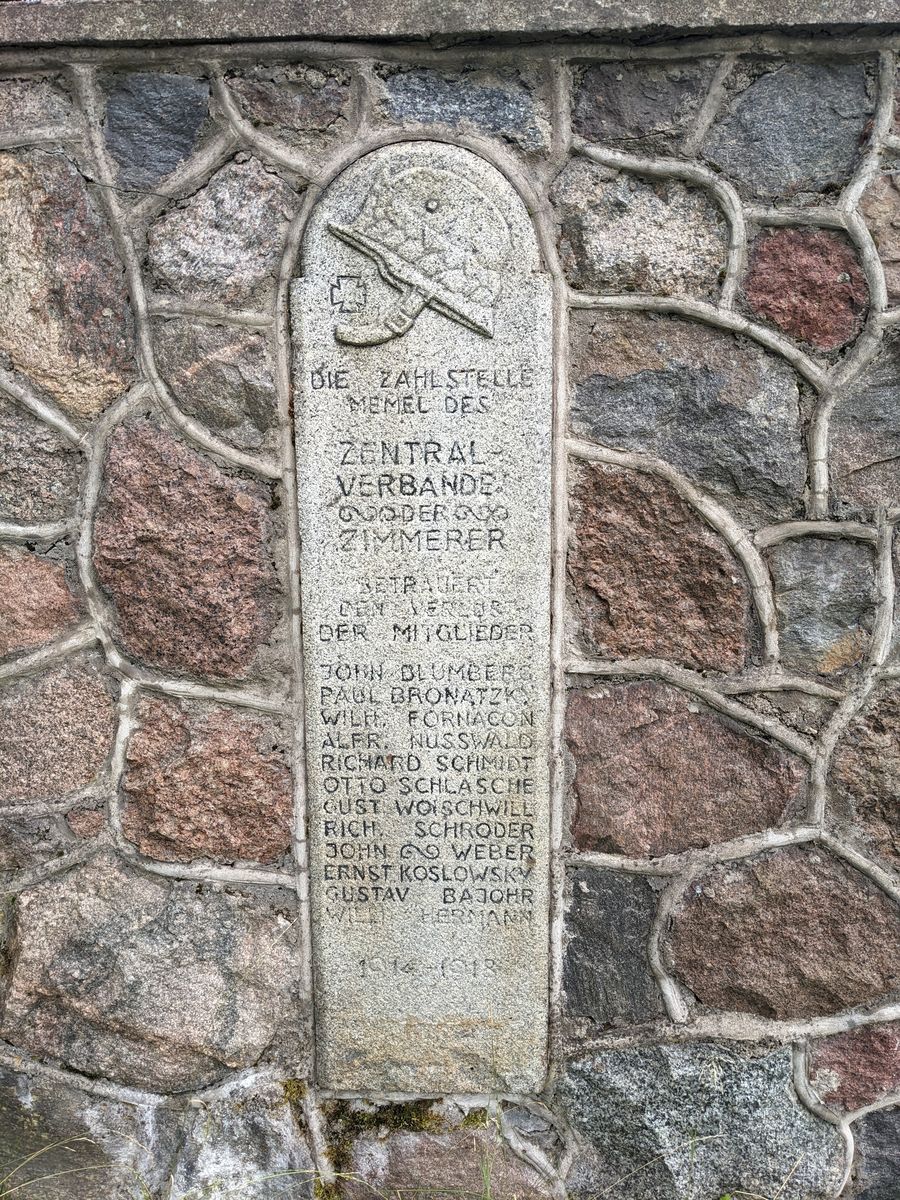 DIE ZAHLSTELLE
MEMEL DES
ZENTRAL-
VERBANDES
DER
ZIMMERER
BETRAUERT
DEN VERLUST
DER MITGLIEDER
JOHN BLUMBERG
PAUL BRONATZKY
WILH. FORNACON
ALFR. NUSSWALD
RICHARD SCHMIDT
OTTO SCHLASCHE
GUST WOISCHWILL
RICH. SCHRODER
JOHN WEBER
ERNST KOSLOWSKY
GUSTAV BAJOHR
HERMANN
1914-1918